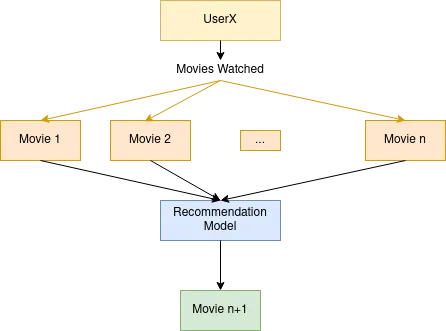 UserX
Movies Watched
Movie 1
Movie 2
...
Movie n
Recommendation
Model
Movie n+1